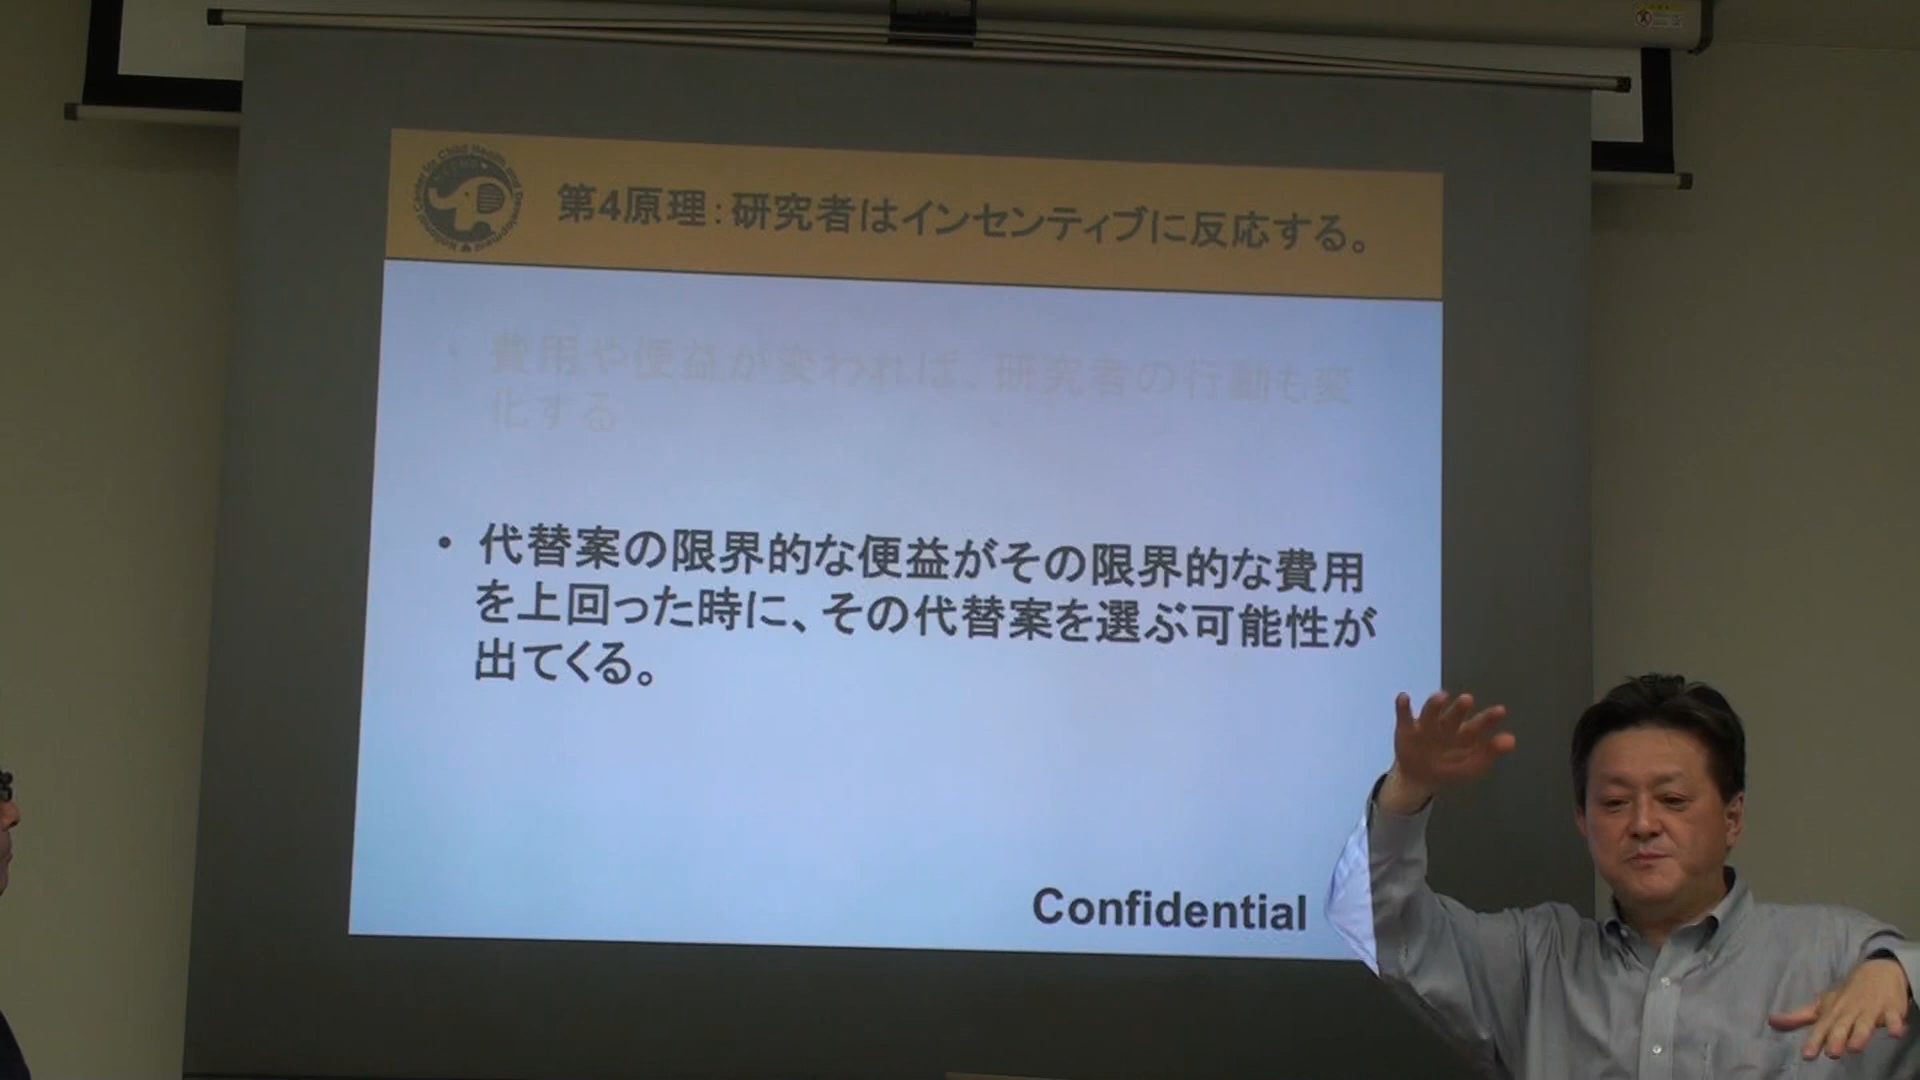 第4原理：研究者はインセンティブに反応する。
• 費用や便益が変われば、研究者の行動も変
化する
• 代替案の限界的な便益がその限界的な費用
を上回った時に、その代替案を選ぶ可能性が
出てくる。
Confidential